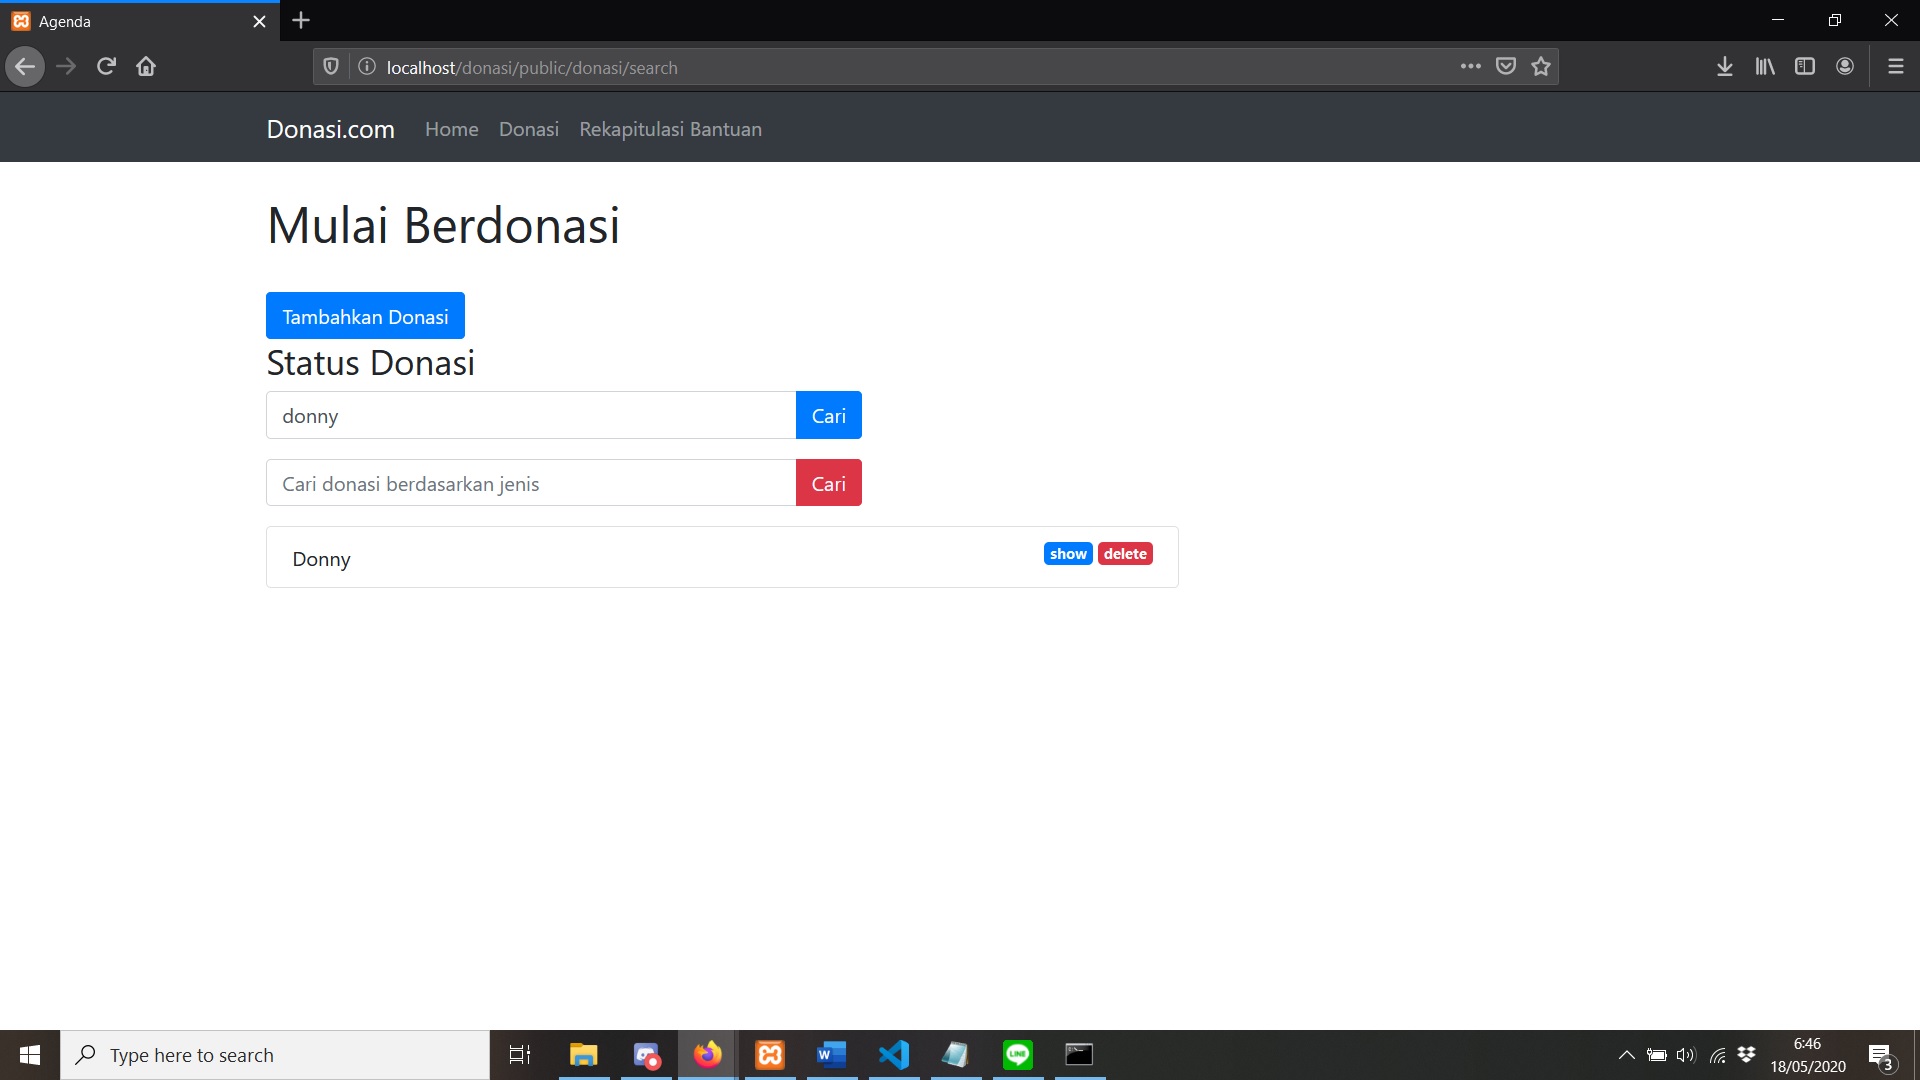 Agenda
localhost/donasi/public/donasi/search
Donasi.com Home Donasi Rekapitulasi Bantuan
Mulai Berdonasi
Tambahkan Donasi
Status Donasi
donny Cari
Cari donasi berdasarkan jenis Cari
Donny show delete
Type here to search
W
LINE
6:46
18/05/2020
3